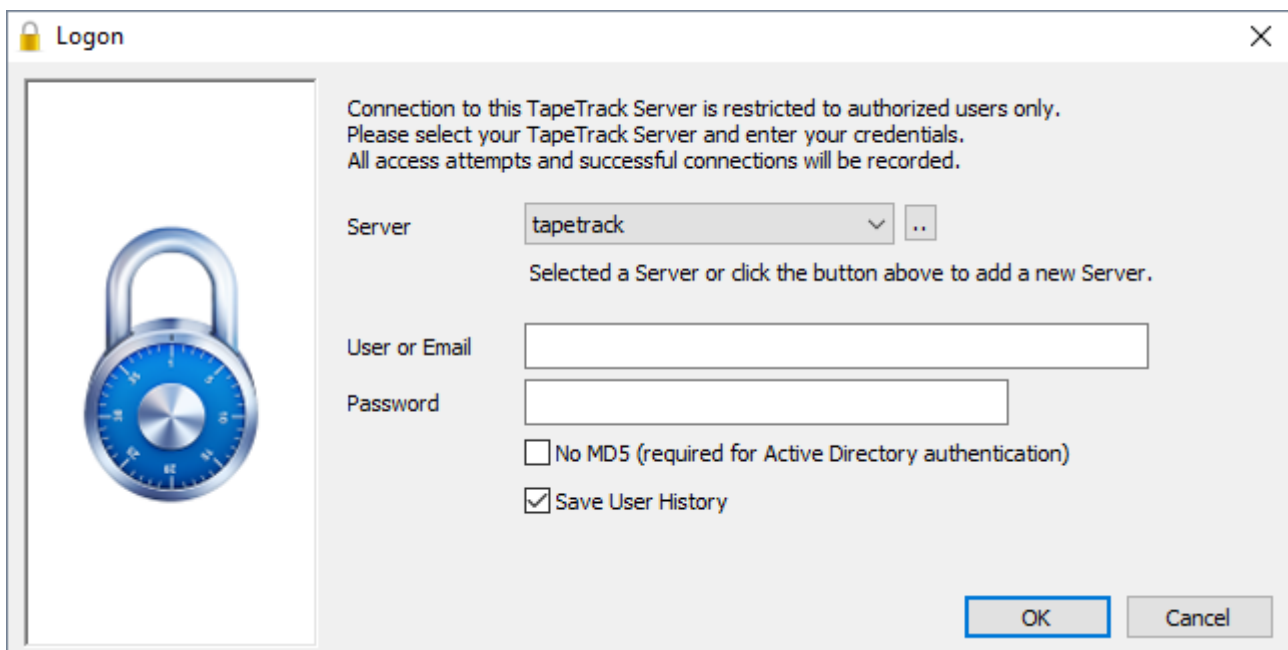 Logon
Connection to this TapeTrack Server is restricted to authorized users only.
Please select your TapeTrack Server and enter your credentials.
All access attempts and successful connections will be recorded.
Server
tapetrack
..
Selected a Server or click the button above to add a new Server.
User or Email
Password
No MD5 (required for Active Directory authentication)
Save User History
OK
Cancel